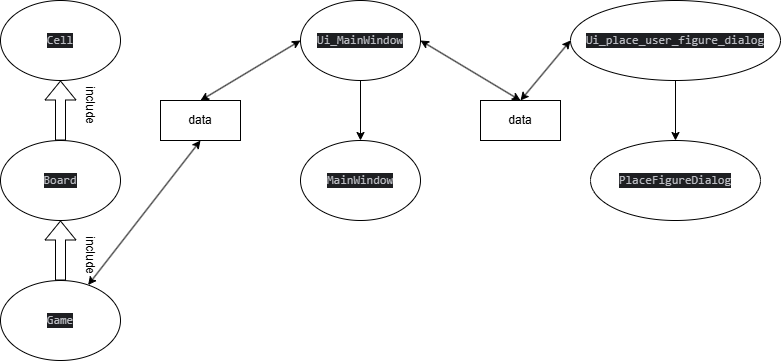 Cell
Ui_MainWindow
Ui_place_user_figure_dialog
include
data
data
Board
MainWindow
PlaceFigureDialog
include
Game